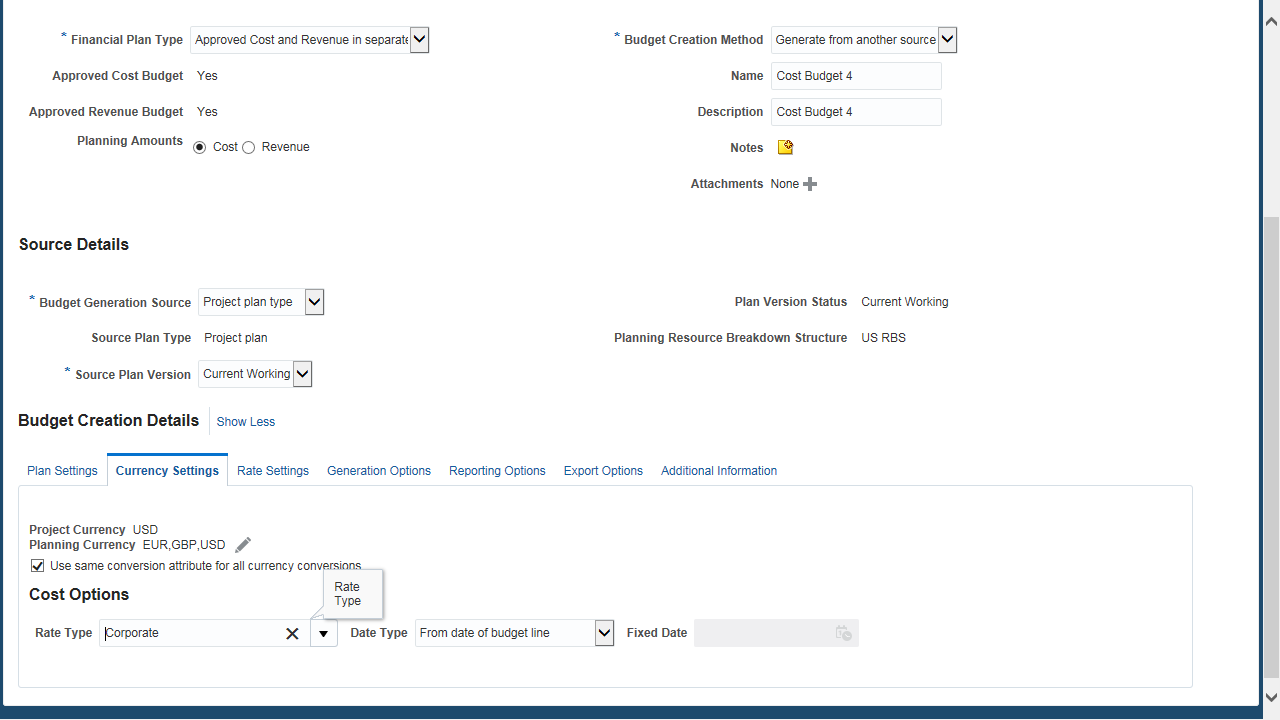 * Financial Plan Type Approved Cost and Revenue in separate * Budget Creation Method Generate from another source
Approved Cost Budget Yes Name Cost Budget 4
Approved Revenue Budget Yes Description Cost Budget 4
Planning Amounts Cost Revenue Notes
Attachments None
Source Details
* Budget Generation Source Project plan type Plan Version Status Current Working
Source Plan Type Project plan Planning Resource Breakdown Structure US RBS
* Source Plan Version Current Working
Budget Creation Details Show Less
Plan Settings Currency Settings Rate Settings Generation Options Reporting Options Export Options Additional Information
Project Currency USD
Planning Currency EUR,GBP,USD
Use same conversion attribute for all currency conversions
Rate
Type
Cost Options
Rate Type Corporate Date Type From date of budget line Fixed Date